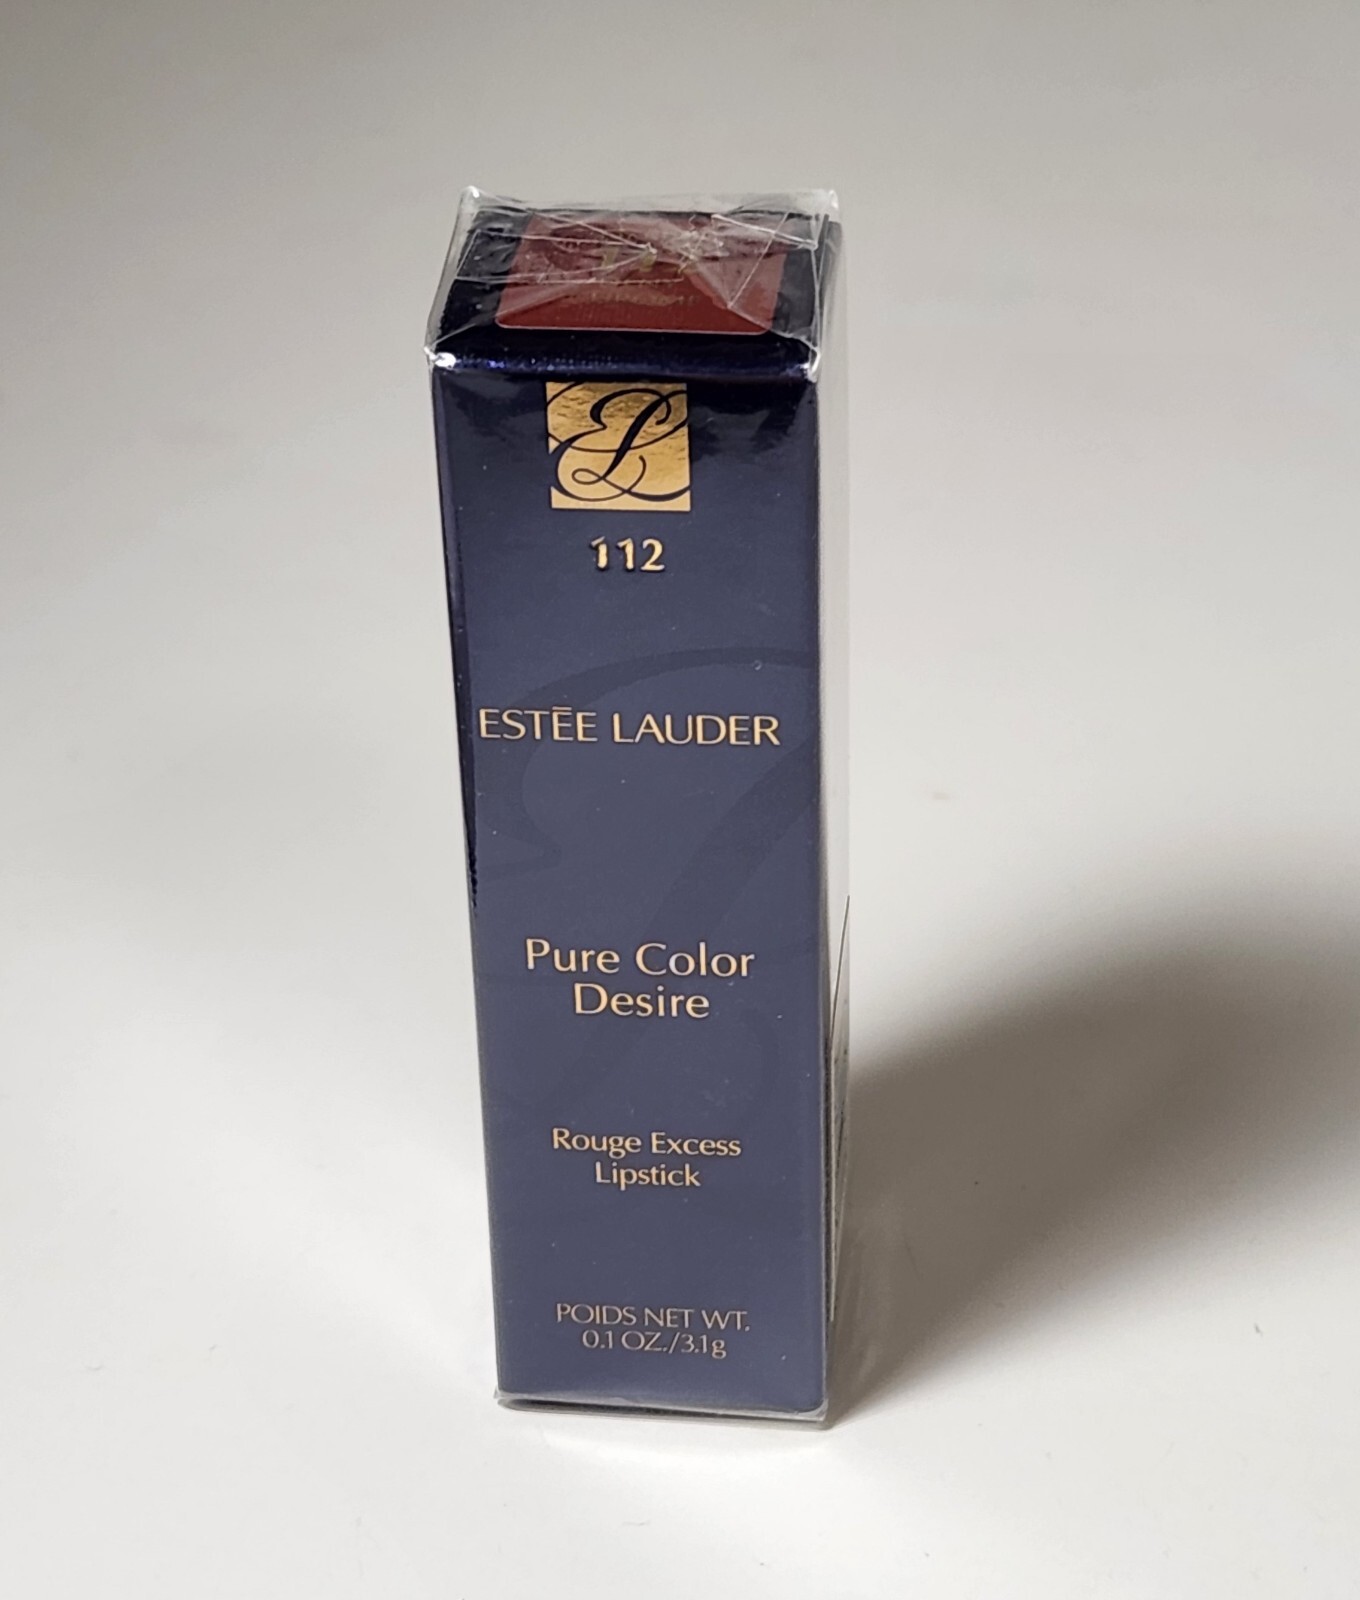 112
ESTĒE LAUDER
Pure Color
Desire
Rouge Excess
Lipstick
POIDS NET WT.
0.1 OZ./3.1g